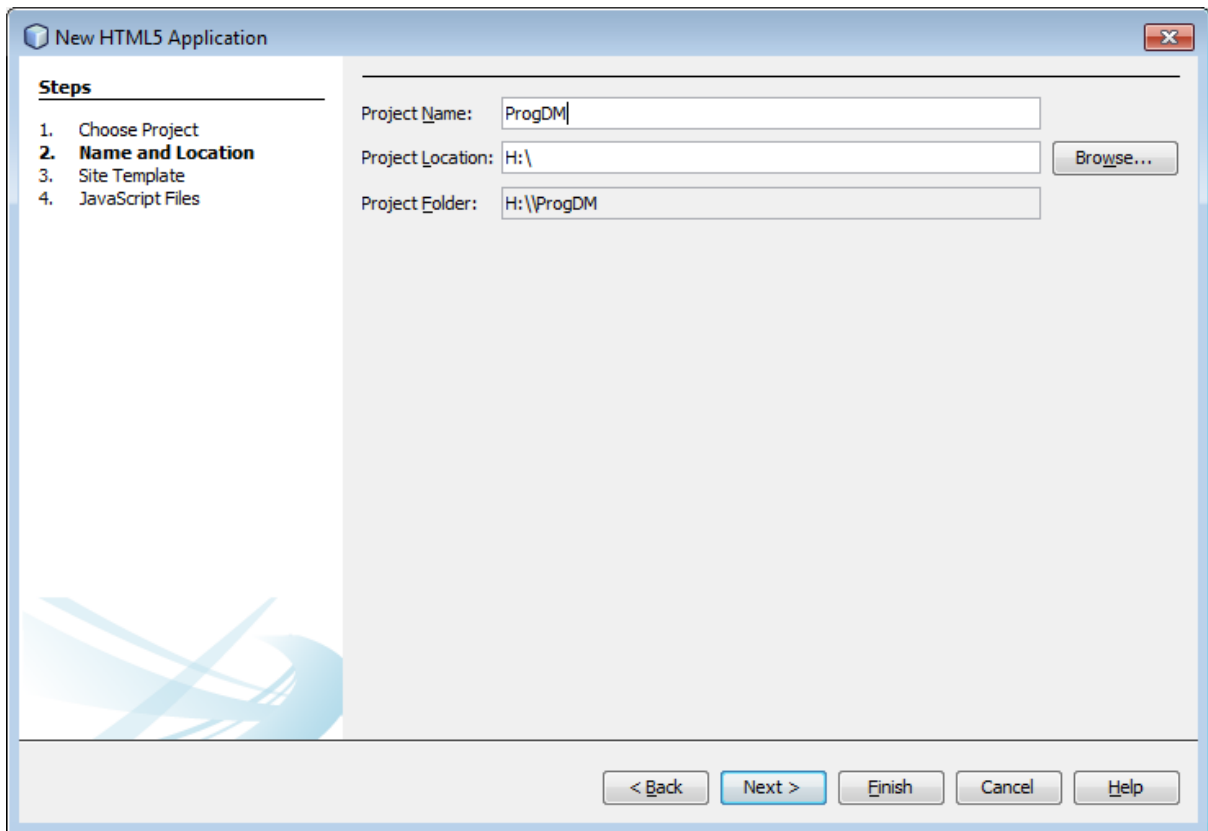 New HTML5 Application
Steps
1. Choose Project
2. Name and Location
3. Site Template
4. JavaScript Files
Project Name: ProgDM
Project Location: H:\ Browse...
Project Folder: H:\\ProgDM
< Back Next > Finish Cancel Help